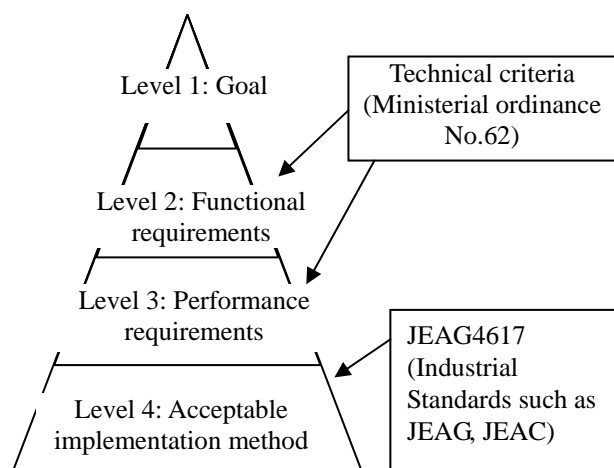 Level 1: Goal
Technical criteria
(Ministerial ordinance
No.62)
Level 2: Functional
requirements
Level 3: Performance
requirements
JEAG4617
(Industrial
Standards such as
JEAG, JEAC)
Level 4: Acceptable
implementation method